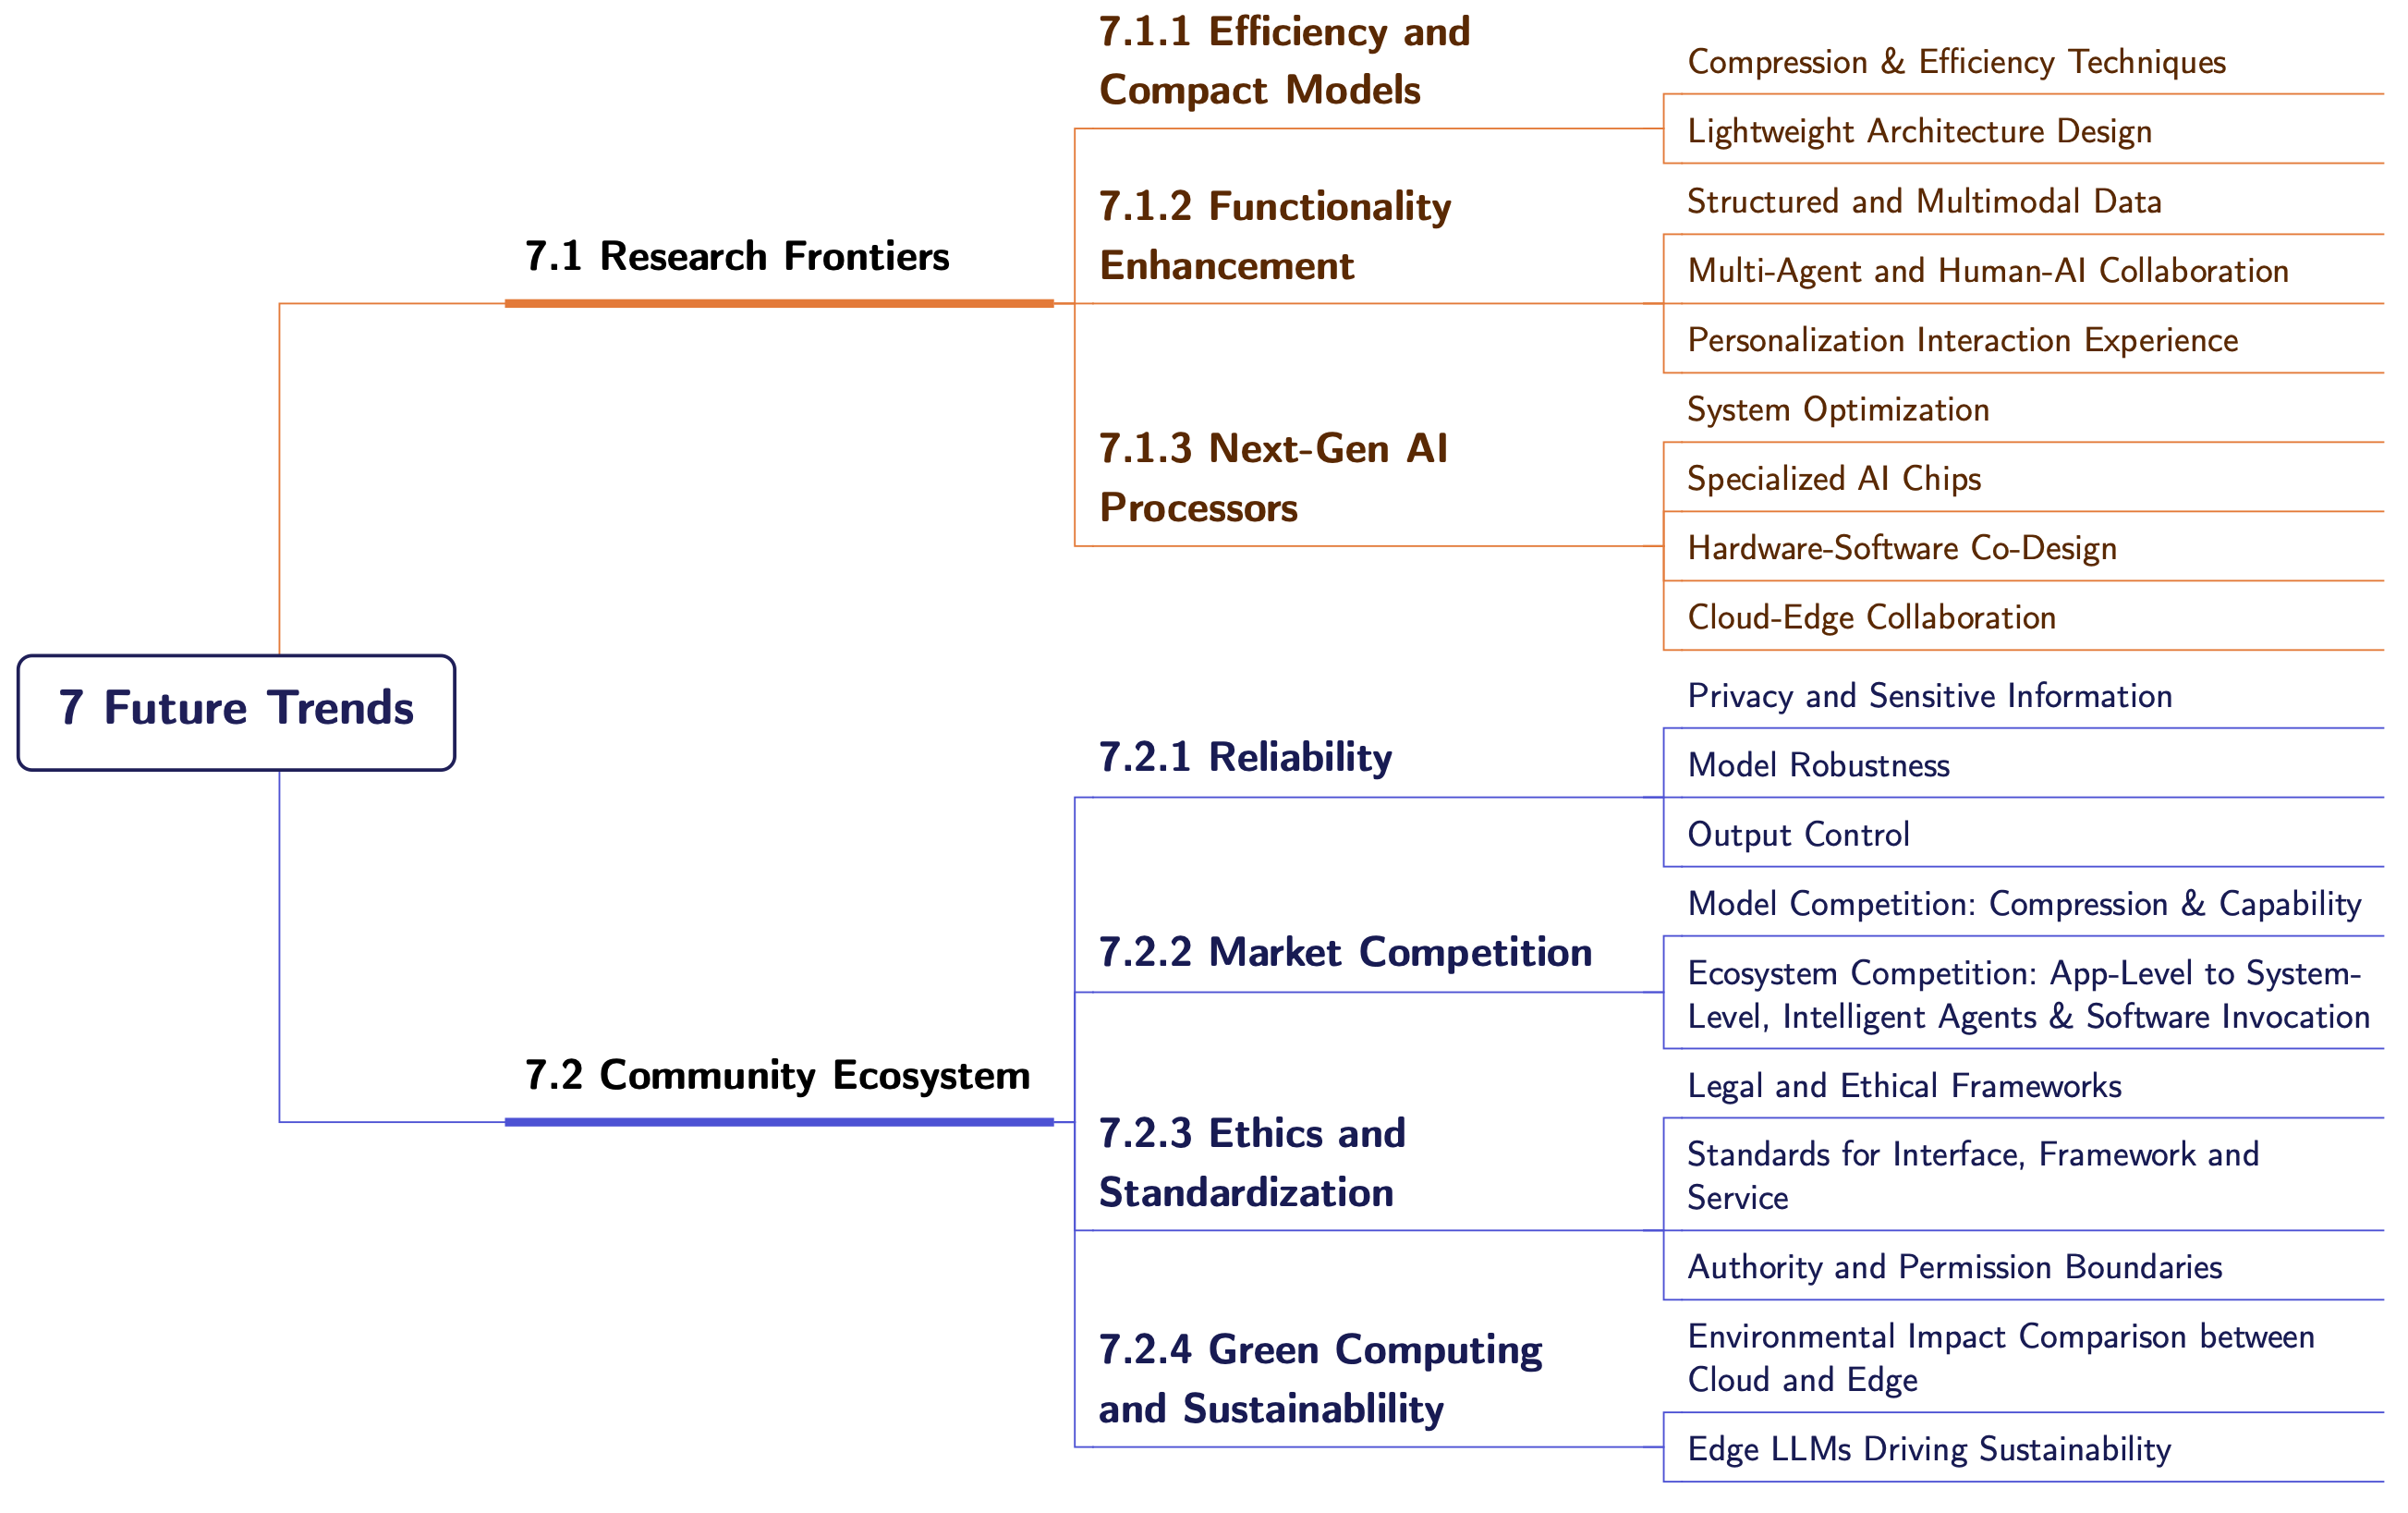 7 Future Trends
7.1 Research Frontiers
7.1.1 Efficiency and
Compact Models
Compression & Efficiency Techniques
Lightweight Architecture Design
7.1.2 Functionality
Enhancement
Structured and Multimodal Data
Multi-Agent and Human-AI Collaboration
Personalization Interaction Experience
7.1.3 Next-Gen AI
Processors
System Optimization
Specialized AI Chips
Hardware-Software Co-Design
Cloud-Edge Collaboration
7.2 Community Ecosystem
7.2.1 Reliability
Privacy and Sensitive Information
Model Robustness
Output Control
7.2.2 Market Competition
Model Competition: Compression & Capability
Ecosystem Competition: App-Level to System-
Level, Intelligent Agents & Software Invocation
7.2.3 Ethics and
Standardization
Legal and Ethical Frameworks
Standards for Interface, Framework and
Service
Authority and Permission Boundaries
7.2.4 Green Computing
and Sustainablility
Environmental Impact Comparison between
Cloud and Edge
Edge LLMs Driving Sustainability